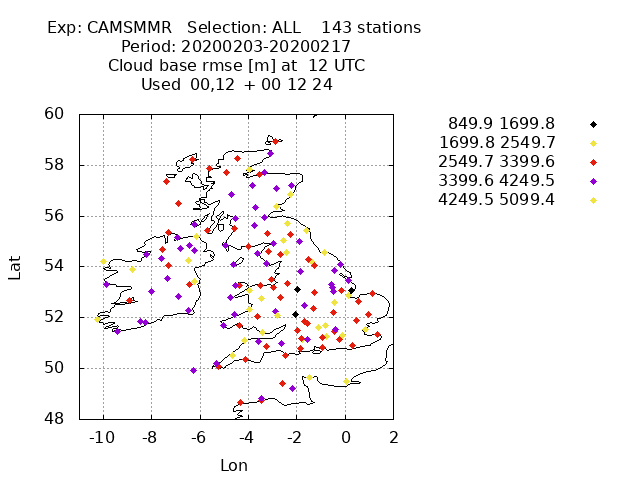 Exp: CAMSMMR Selection: ALL 143 stations
Period: 20200203-20200217
Cloud base rmse [m] at 12 UTC
Used 00,12 + 00 12 24
849.9 1699.8
1699.8 2549.7
2549.7 3399.6
3399.6 4249.5
4249.5 5099.4
60
58
56
54
52
50
48
Lat
-10 -8 -6 -4 -2 0 2
Lon